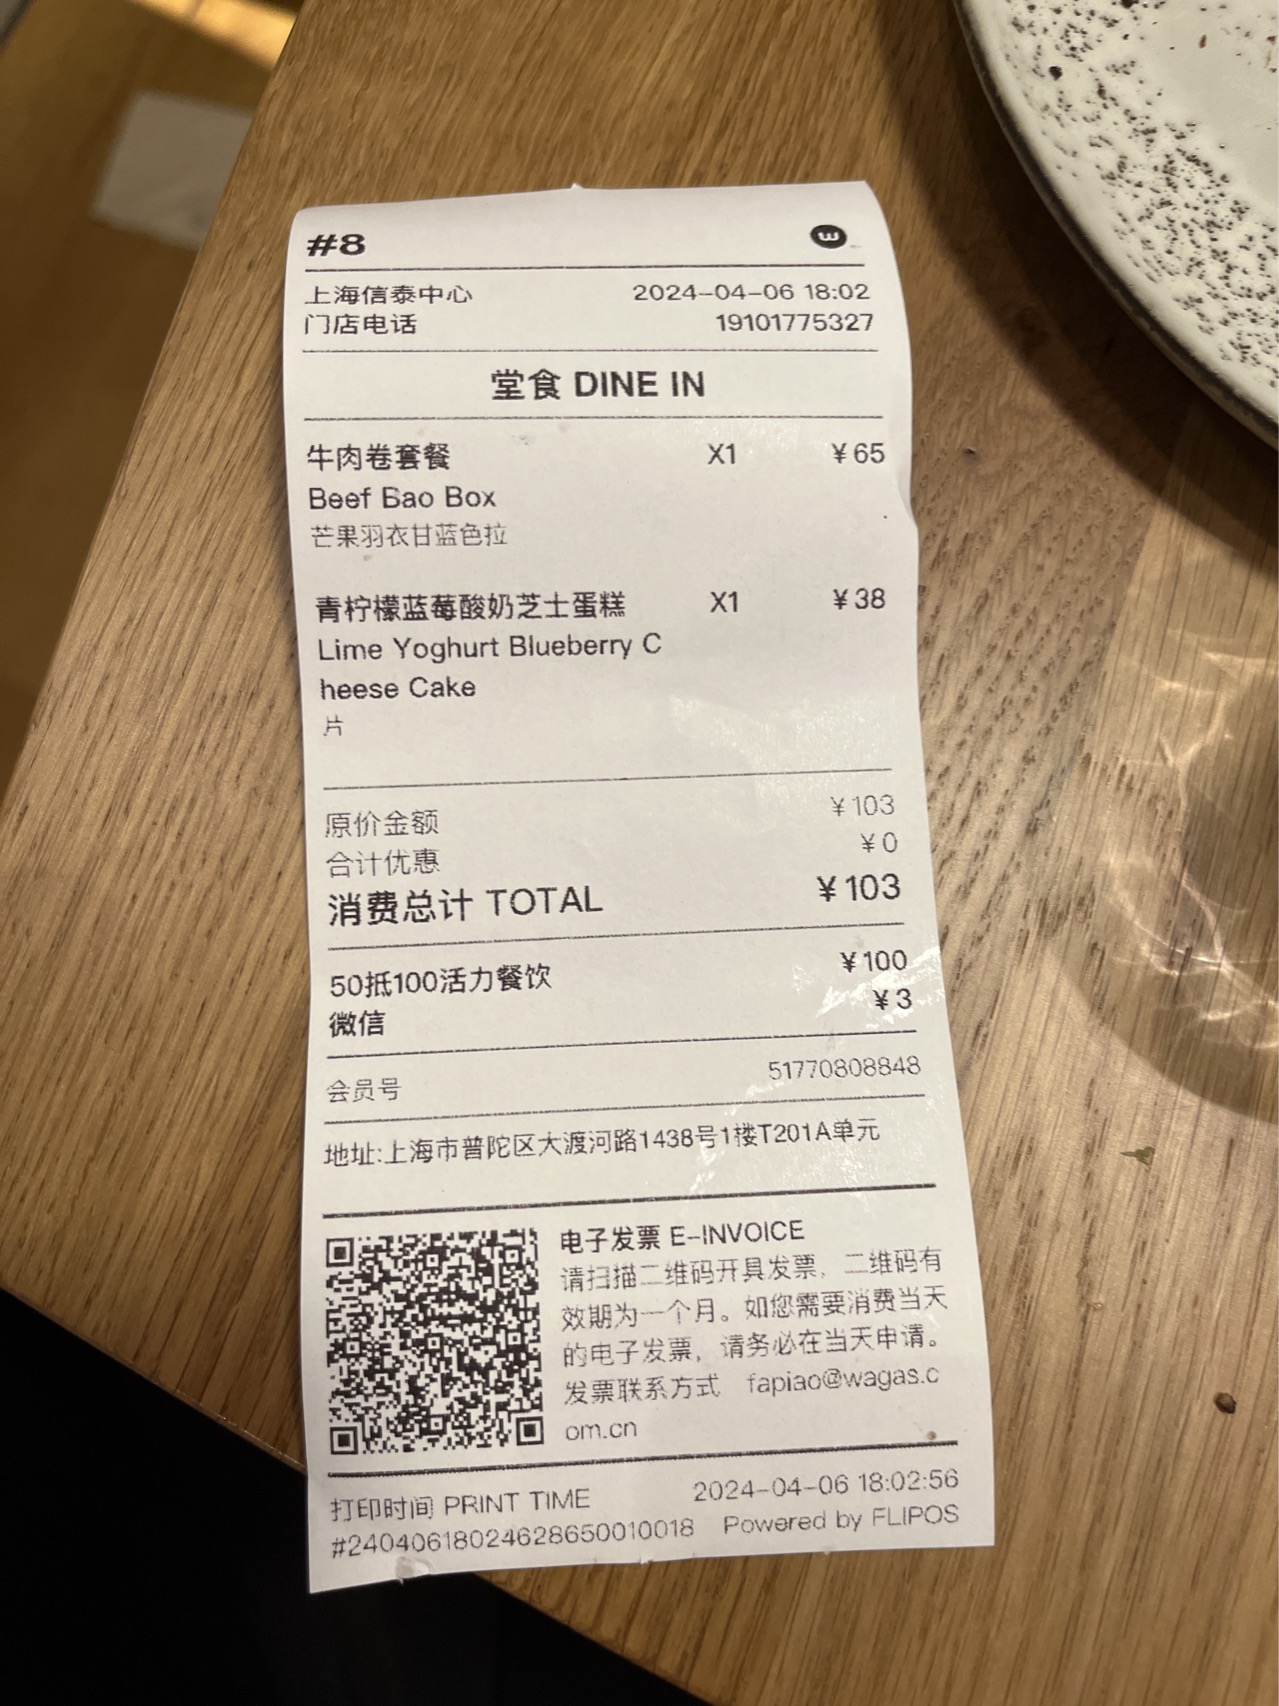 #8
上海信泰中心 2024-04-06 18:02
门店电话 19101775327
堂食 DINE IN
牛肉卷套餐 X1 ¥65
Beef Bao Box
芒果羽衣甘蓝色拉
青柠檬蓝莓酸奶芝士蛋糕 X1 ¥38
Lime Yoghurt Blueberry C
heese Cake
片
原价金额 ¥103
合计优惠 ¥0
消费总计 TOTAL ¥103
50抵100活力餐饮 ¥100
微信 ¥3
会员号 51770808848
地址:上海市普陀区大渡河路1438号1楼T201A单元
电子发票 E-INVOICE
请扫描二维码开具发票，二维码有
效期为一个月。如您需要消费当天
的电子发票，请务必在当天申请。
发票联系方式 fapiao@wagas.c
om.cn
打印时间 PRINT TIME 2024-04-06 18:02:56
#24040618024628650010018 Powered by FLIPOS